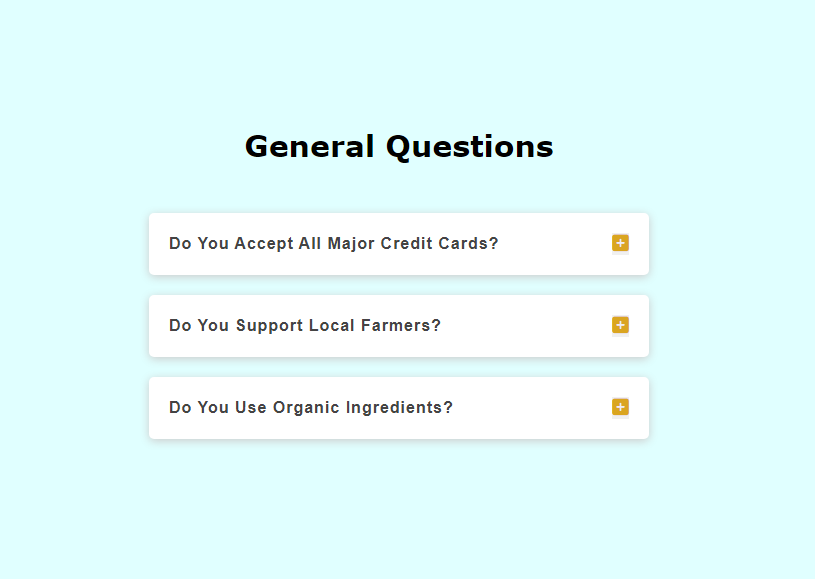 General Questions
Do You Accept All Major Credit Cards?
Do You Support Local Farmers?
Do You Use Organic Ingredients?